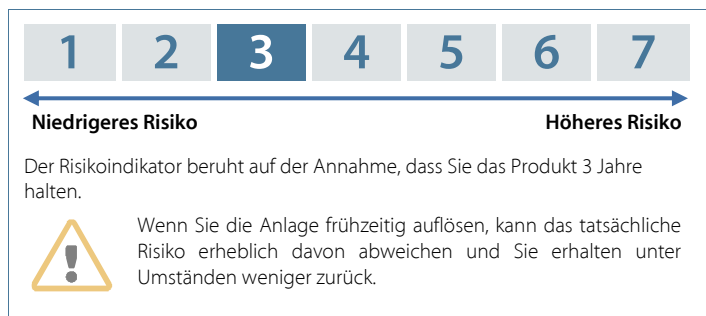 1 2 3 4 5 6 7
Niedrigeres Risiko Höheres Risiko
Der Risikoindikator beruht auf der Annahme, dass Sie das Produkt 3 Jahre
halten.
Wenn Sie die Anlage frühzeitig auflösen, kann das tatsächliche
Risiko erheblich davon abweichen und Sie erhalten unter
Umständen weniger zurück.